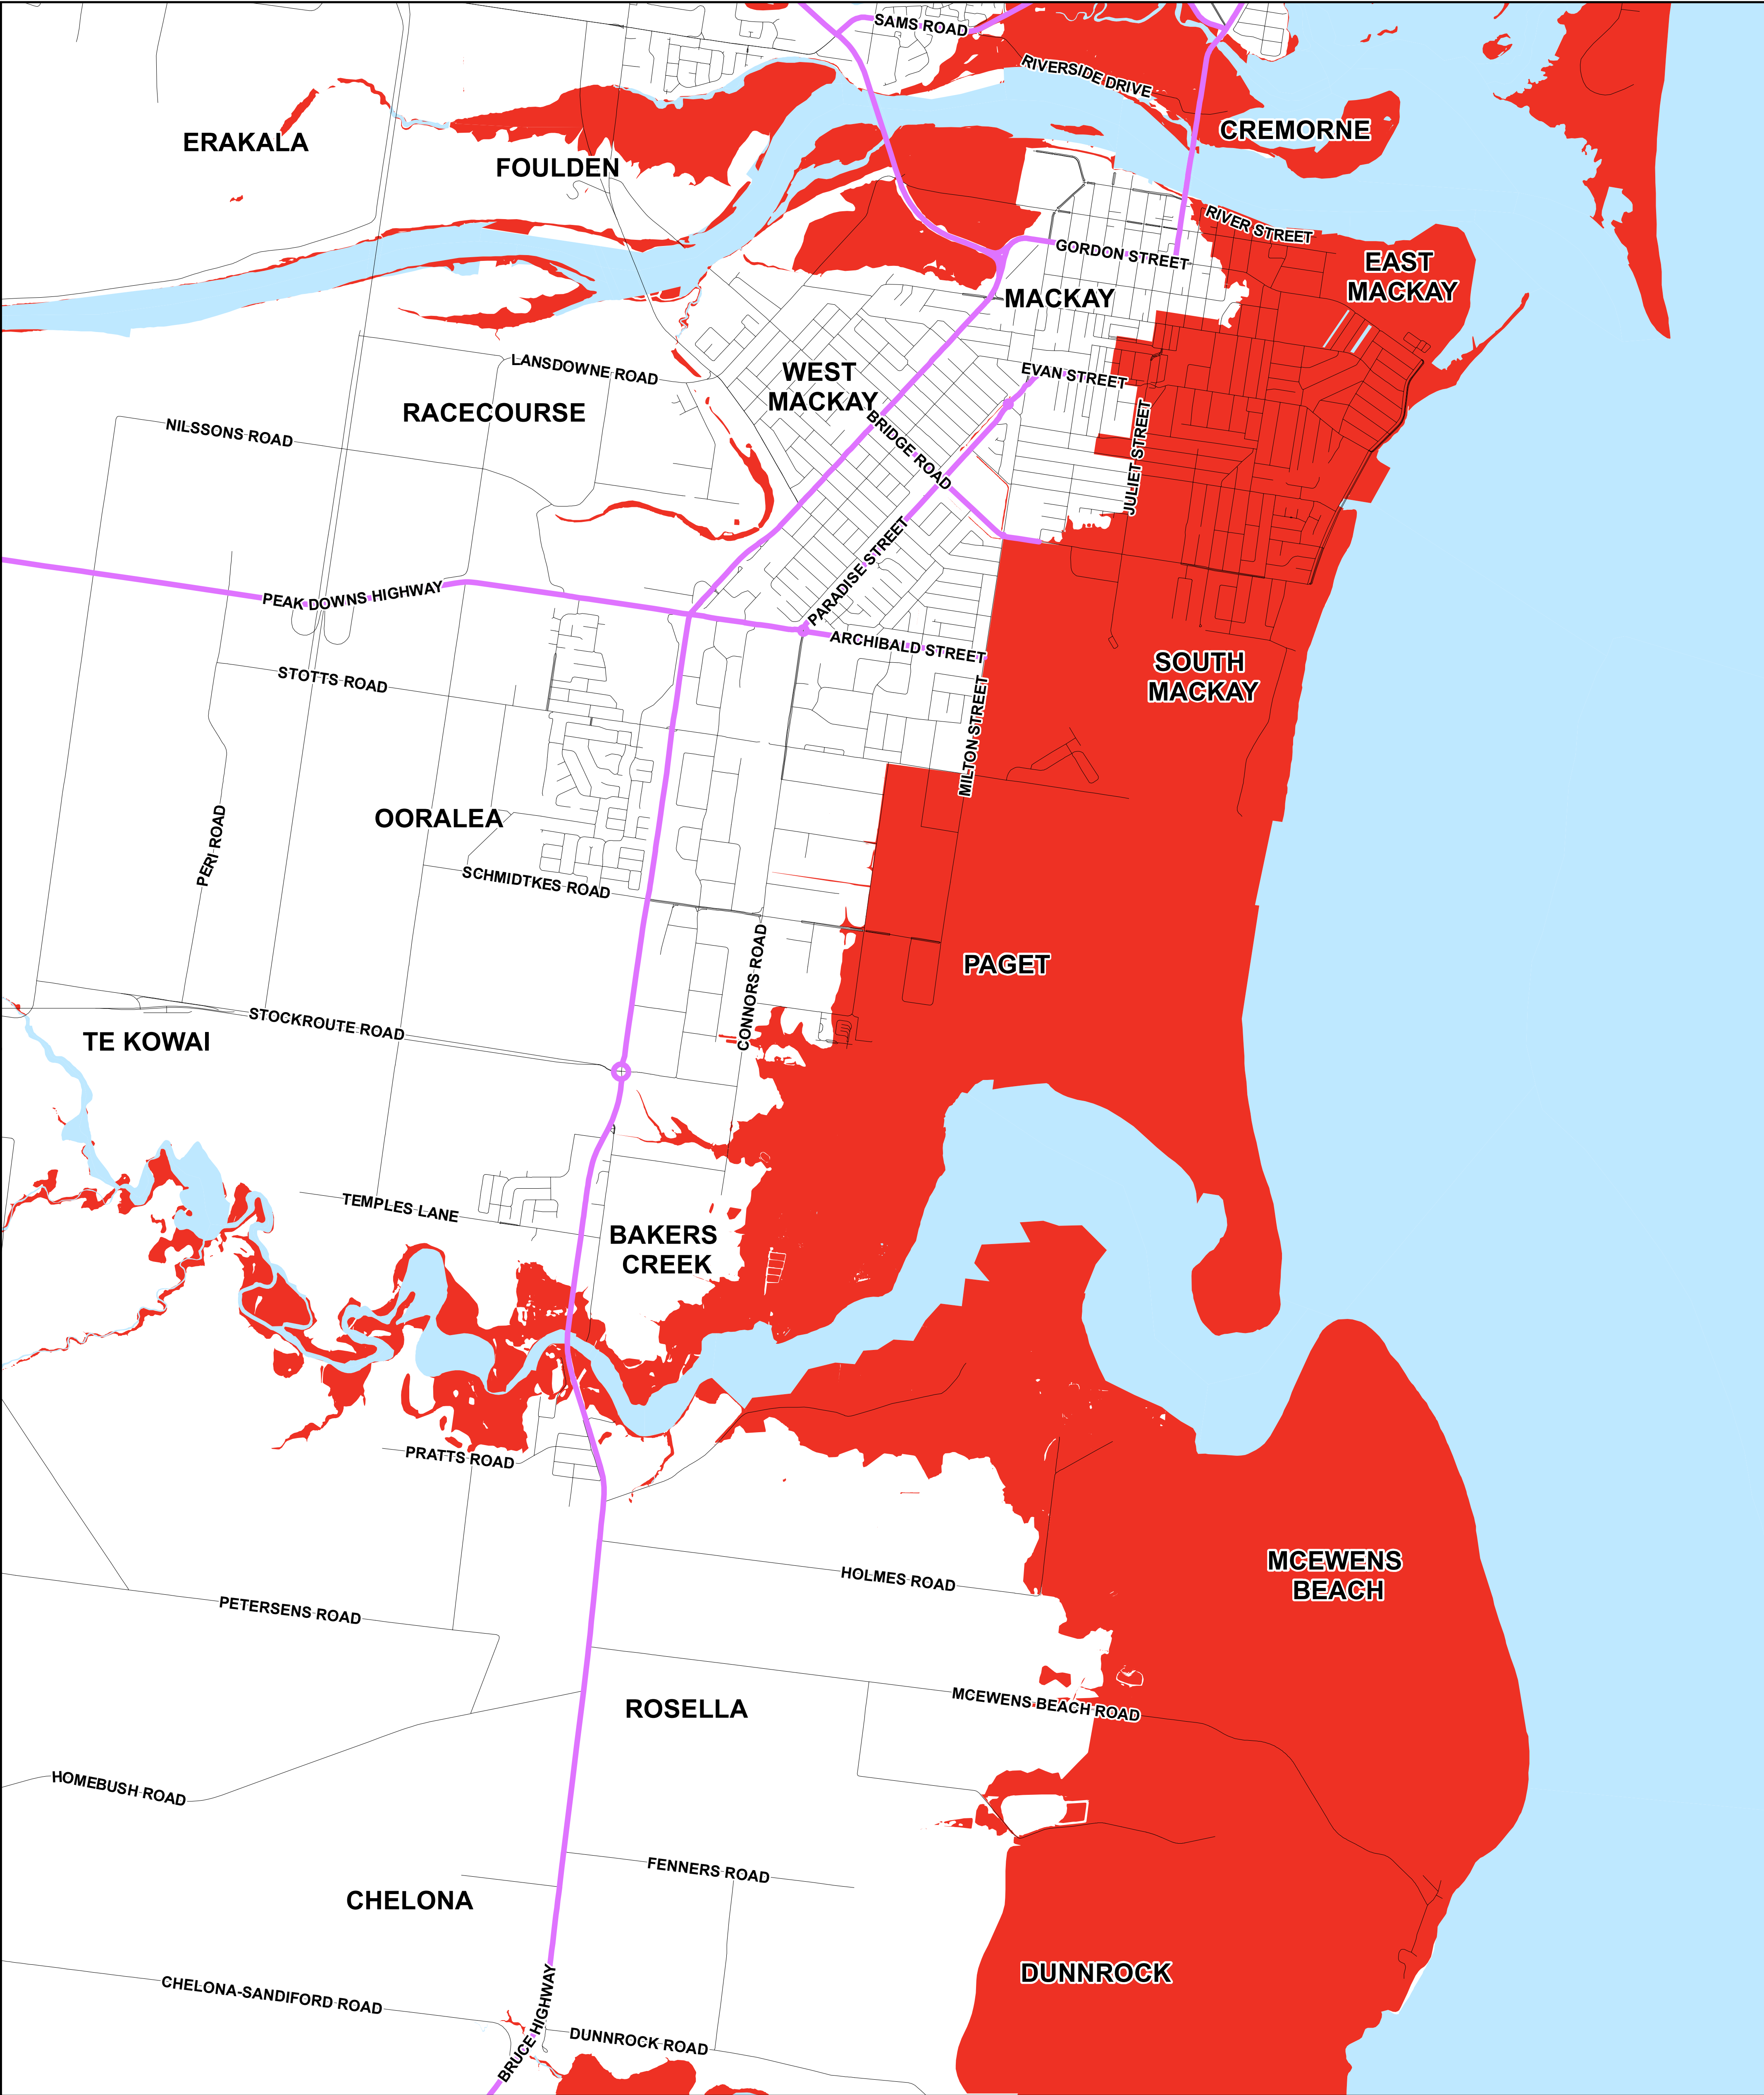 SAMS ROAD
RIVERSIDE DRIVE
CREMORNE
ERAKALA
FOULDEN
RIVER STREET
GORDON STREET
EAST
MACKAY
MACKAY
LANSDOWNE ROAD
WEST
MACKAY
EVAN STREET
RACECOURSE
NILSSONS ROAD
BRIDGE ROAD
JULIET STREET
PARADISE STREET
PEAK DOWNS HIGHWAY
ARCHIBALD STREET
SOUTH
MACKAY
STOTTS ROAD
MILTON STREET
OORALEA
PERI ROAD
SCHMIDTKES ROAD
CONNORS ROAD
PAGET
STOCKROUTE ROAD
TE KOWAI
TEMPLES LANE
BAKERS
CREEK
PRATTS ROAD
MCEWENS
BEACH
HOLMES ROAD
PETERSENS ROAD
ROSELLA
MCEWENS BEACH ROAD
HOMEBUSH ROAD
FENNERS ROAD
CHELONA
DUNNROCK
CHELONA-SANDIFORD ROAD
BRUCE HIGHWAY
DUNNROCK ROAD